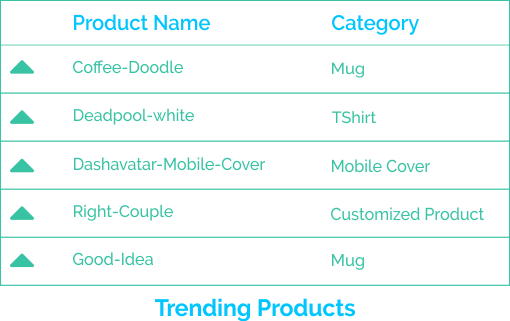 Product Name Category
Coffee-Doodle Mug
Deadpool-white TShirt
Dashavatar-Mobile-Cover Mobile Cover
Right-Couple Customized Product
Good-Idea Mug
Trending Products